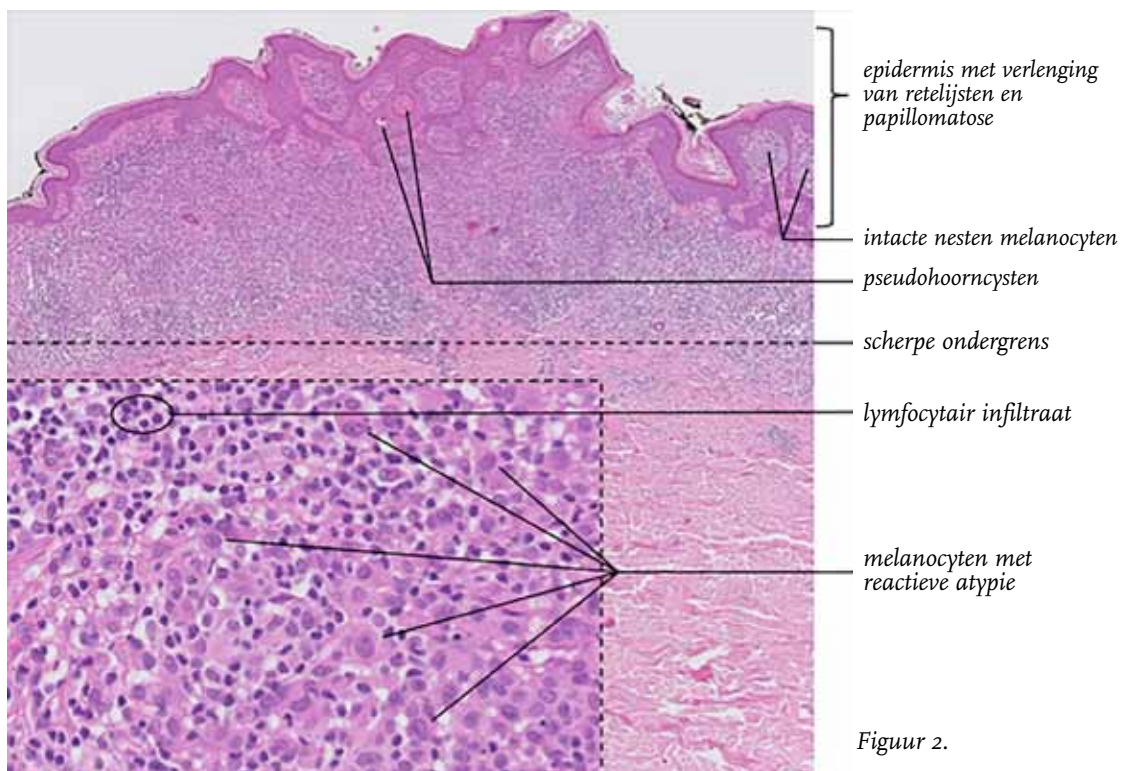 epidermis met verlenging
van retelijsten en
papillomatose
intacte nesten melanocyten
pseudohoorncysten
scherpe ondergrens
lymfocytair infiltraat
melanocyten met
reactieve atypie
Figuur 2.